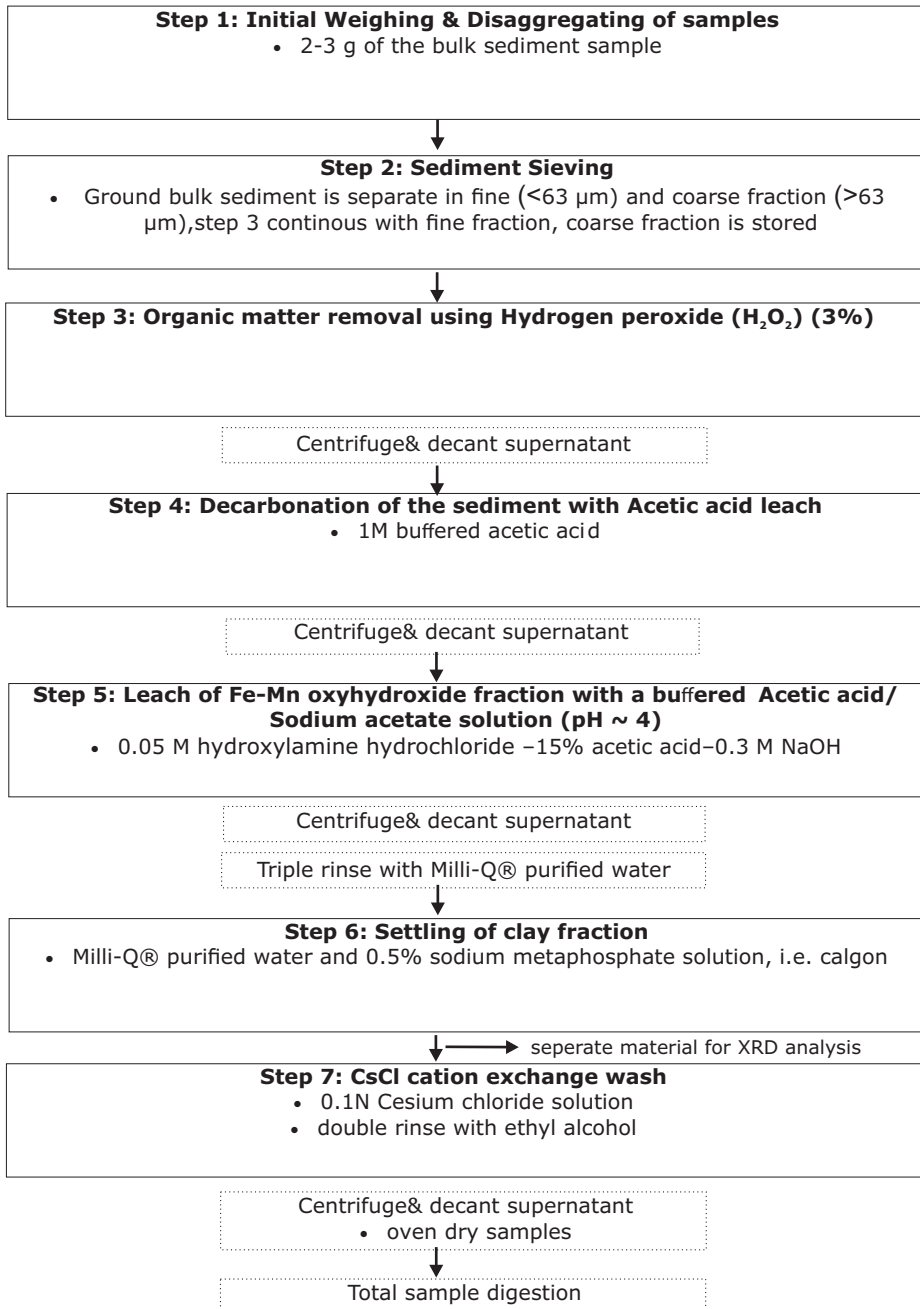 Step 1: Initial Weighing & Disaggregating of samples
• 2-3 g of the bulk sediment sample
Step 2: Sediment Sieving
• Ground bulk sediment is separate in fine (<63 μm) and coarse fraction (>63
μm),step 3 continous with fine fraction, coarse fraction is stored
Step 3: Organic matter removal using Hydrogen peroxide (H₂O₂) (3%)
Centrifuge& decant supernatant
Step 4: Decarbonation of the sediment with Acetic acid leach
• 1M buffered acetic acid
Centrifuge& decant supernatant
Step 5: Leach of Fe-Mn oxyhydroxide fraction with a buffered Acetic acid/
Sodium acetate solution (pH ~ 4)
• 0.05 M hydroxylamine hydrochloride –15% acetic acid–0.3 M NaOH
Centrifuge& decant supernatant
Triple rinse with Milli-Q® purified water
Step 6: Settling of clay fraction
• Milli-Q® purified water and 0.5% sodium metaphosphate solution, i.e. calgon
seperate material for XRD analysis
Step 7: CsCl cation exchange wash
• 0.1N Cesium chloride solution
• double rinse with ethyl alcohol
Centrifuge& decant supernatant
• oven dry samples
Total sample digestion